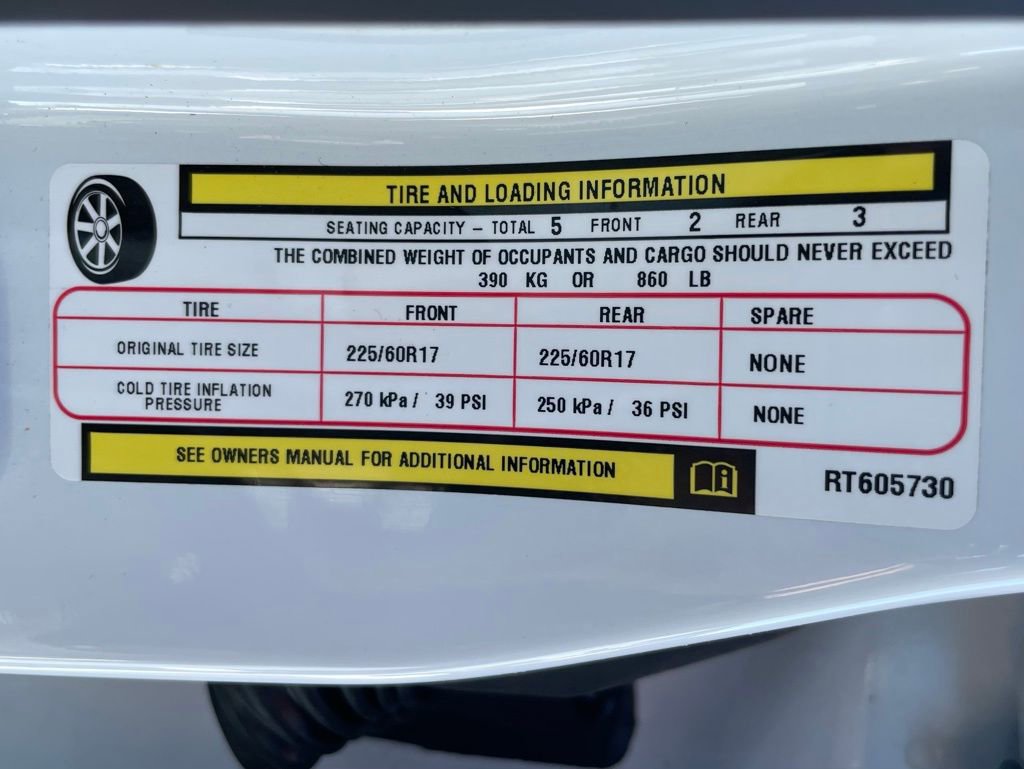 TIRE AND LOADING INFORMATION
SEATING CAPACITY – TOTAL 5 FRONT 2 REAR 3
THE COMBINED WEIGHT OF OCCUPANTS AND CARGO SHOULD NEVER EXCEED
390 KG OR 860 LB
TIRE FRONT REAR SPARE
ORIGINAL TIRE SIZE 225/60R17 225/60R17 NONE
COLD TIRE INFLATION
PRESSURE 270 kPa / 39 PSI 250 kPa / 36 PSI NONE
SEE OWNERS MANUAL FOR ADDITIONAL INFORMATION
RT605730